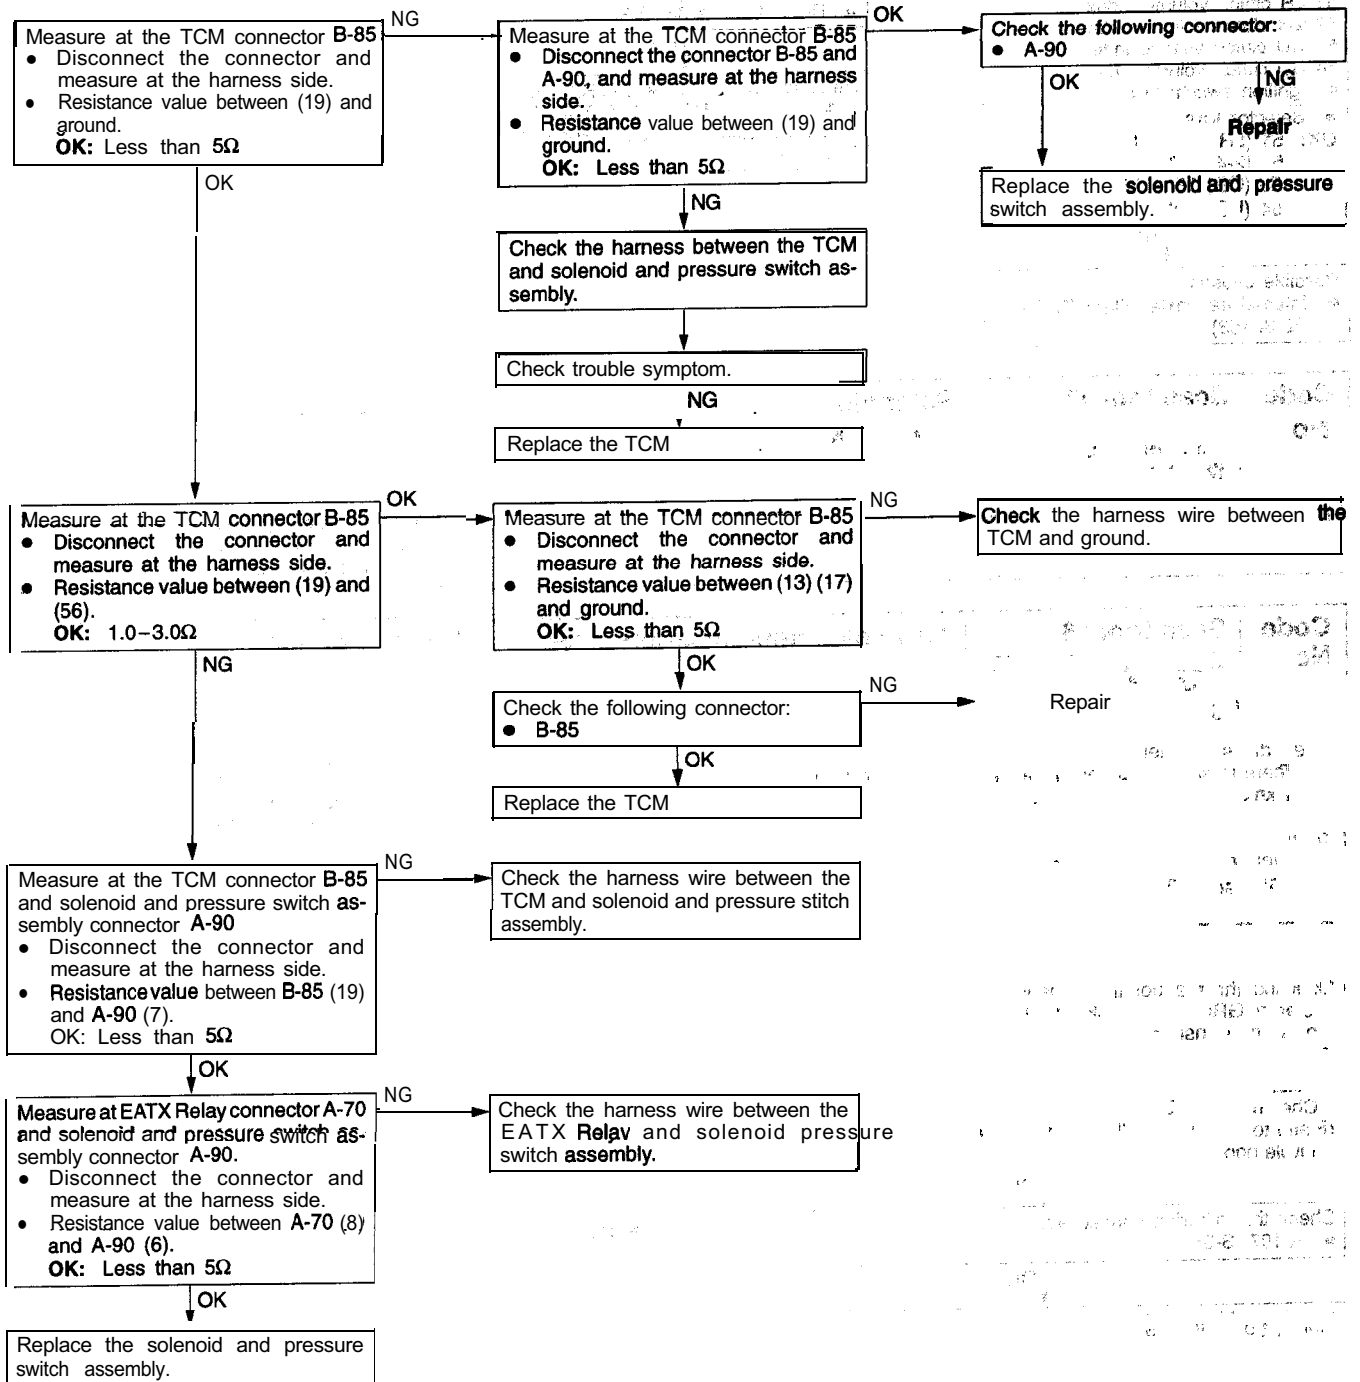 Measure at the TCM connector B-85
● Disconnect the connector and
measure at the harness side.
● Resistance value between (19) and
around.
OK: Less than 5Ω
NG
OK
Measure at the TCM connector B-85
● Disconnect the connector B-85 and
A-90, and measure at the harness
side.
● Resistance value between (19) and
ground.
OK: Less than 5Ω
OK
NG
Check the following connector:
● A-90
OK
NG
Repair
Replace the solenoid and pressure
switch assembly.
Check the harness between the TCM
and solenoid and pressure switch as-
sembly.
Check trouble symptom.
NG
Replace the TCM
Measure at the TCM connector B-85
● Disconnect the connector and
measure at the harness side.
● Resistance value between (19) and
(56).
OK: 1.0–3.0Ω
OK
NG
Measure at the TCM connector B-85
● Disconnect the connector and
measure at the harness side.
● Resistance value between (13) (17)
and ground.
OK: Less than 5Ω
NG
OK
Check the harness wire between the
TCM and ground.
Check the following connector:
● B-85
NG
OK
Repair
Replace the TCM
Measure at the TCM connector B-85
and solenoid and pressure switch as-
sembly connector A-90
● Disconnect the connector and
measure at the harness side.
● Resistance value between B-85 (19)
and A-90 (7).
OK: Less than 5Ω
NG
OK
Check the harness wire between the
TCM and solenoid and pressure stitch
assembly.
Measure at EATX Relay connector A-70
and solenoid and pressure switch as-
sembly connector A-90.
● Disconnect the connector and
measure at the harness side.
● Resistance value between A-70 (8)
and A-90 (6).
OK: Less than 5Ω
NG
OK
Check the harness wire between the
EATX Relay and solenoid pressure
switch assembly.
Replace the solenoid and pressure
switch assembly.